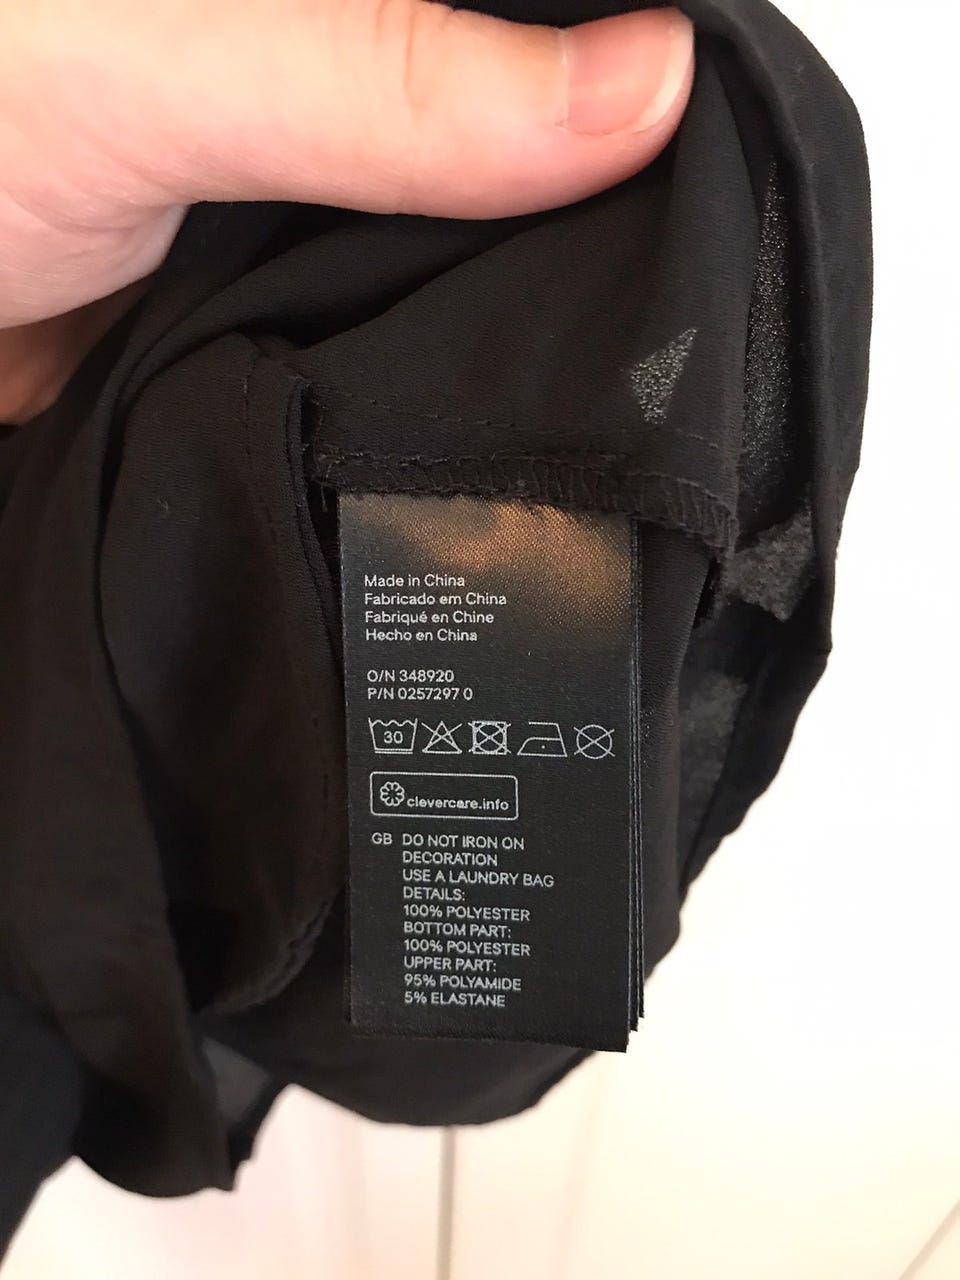 Made in China
Fabricado em China
Fabriqué en Chine
Hecho en China
O/N 348920
P/N 0257297 0
30
clevercare.info
GB DO NOT IRON ON
DECORATION
USE A LAUNDRY BAG
DETAILS:
100% POLYESTER
BOTTOM PART:
100% POLYESTER
UPPER PART:
95% POLYAMIDE
5% ELASTANE